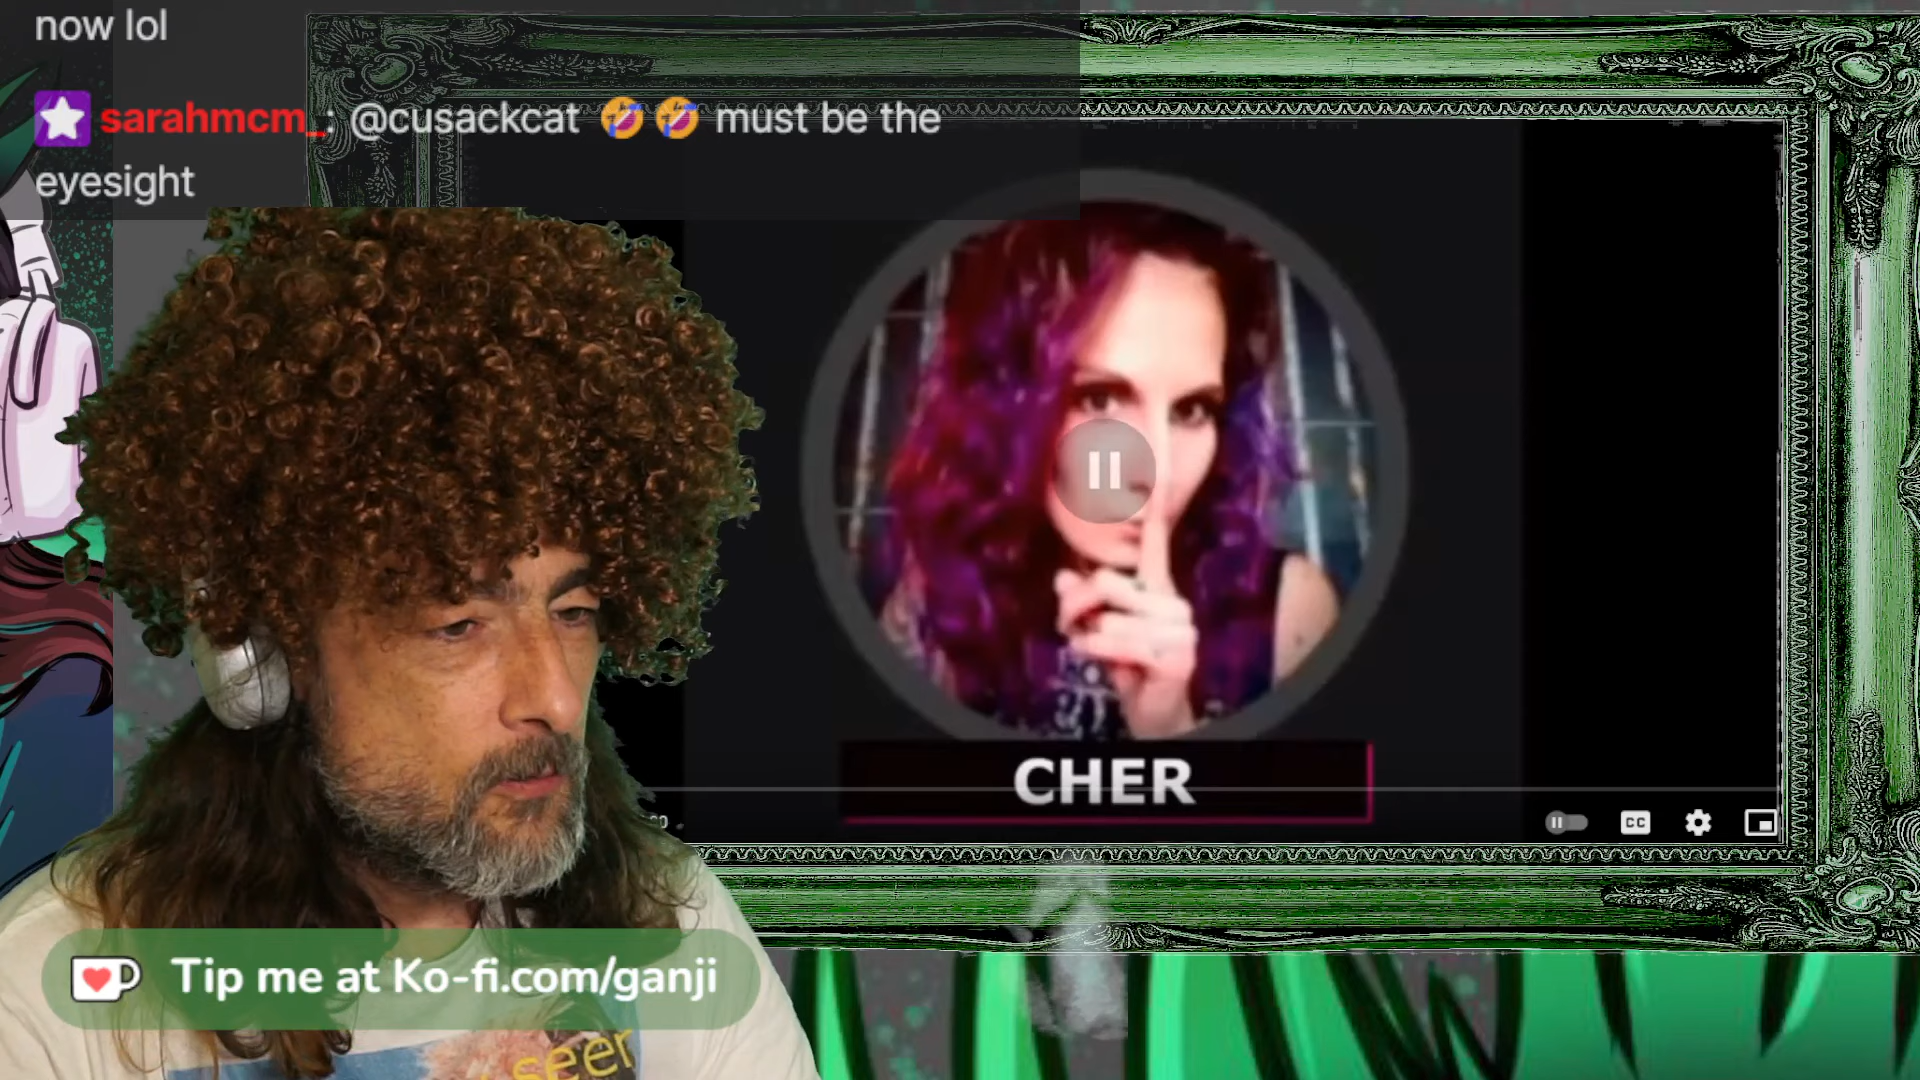 now lol
sarahmcm_: @cusackcat 🤣🤣 must be the
eyesight
CHER
CC
Tip me at Ko-fi.com/ganji
seer